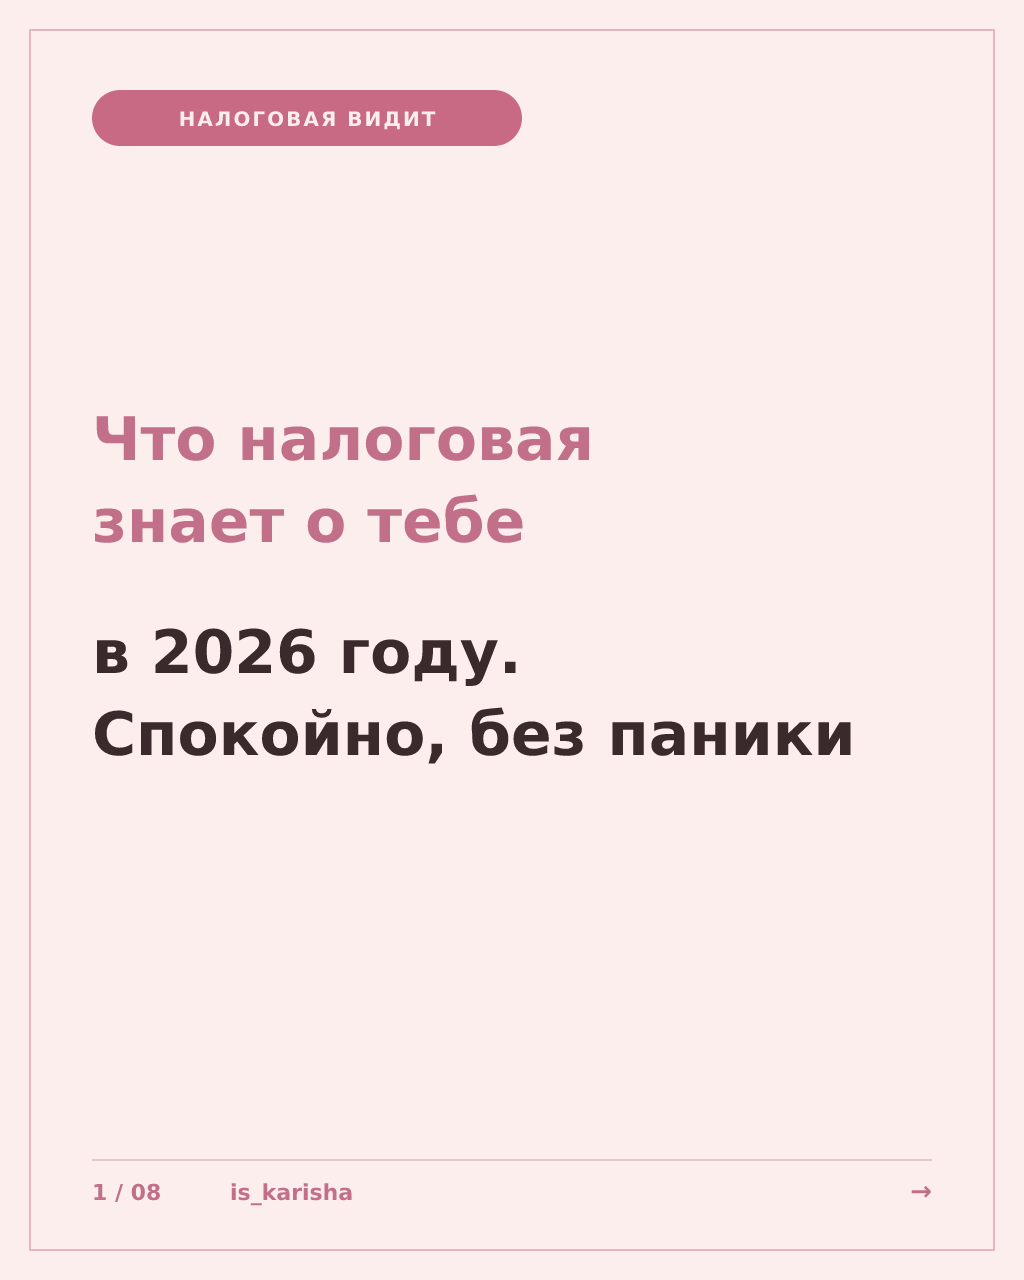 НАЛОГОВАЯ ВИДИТ
Что налоговая
знает о тебе
в 2026 году.
Спокойно, без паники
1 / 08 is_karisha →